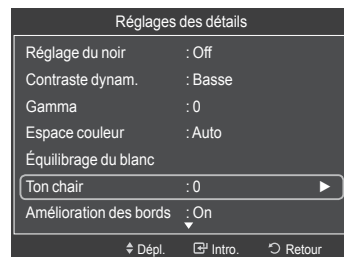 Réglages des détails
Réglage du noir : Off
Contraste dynam. : Basse
Gamma : 0
Espace couleur : Auto
Équilibrage du blanc
Ton chair : 0 ►
Amélioration des bords : On
▼
Dépl. Intro. Retour